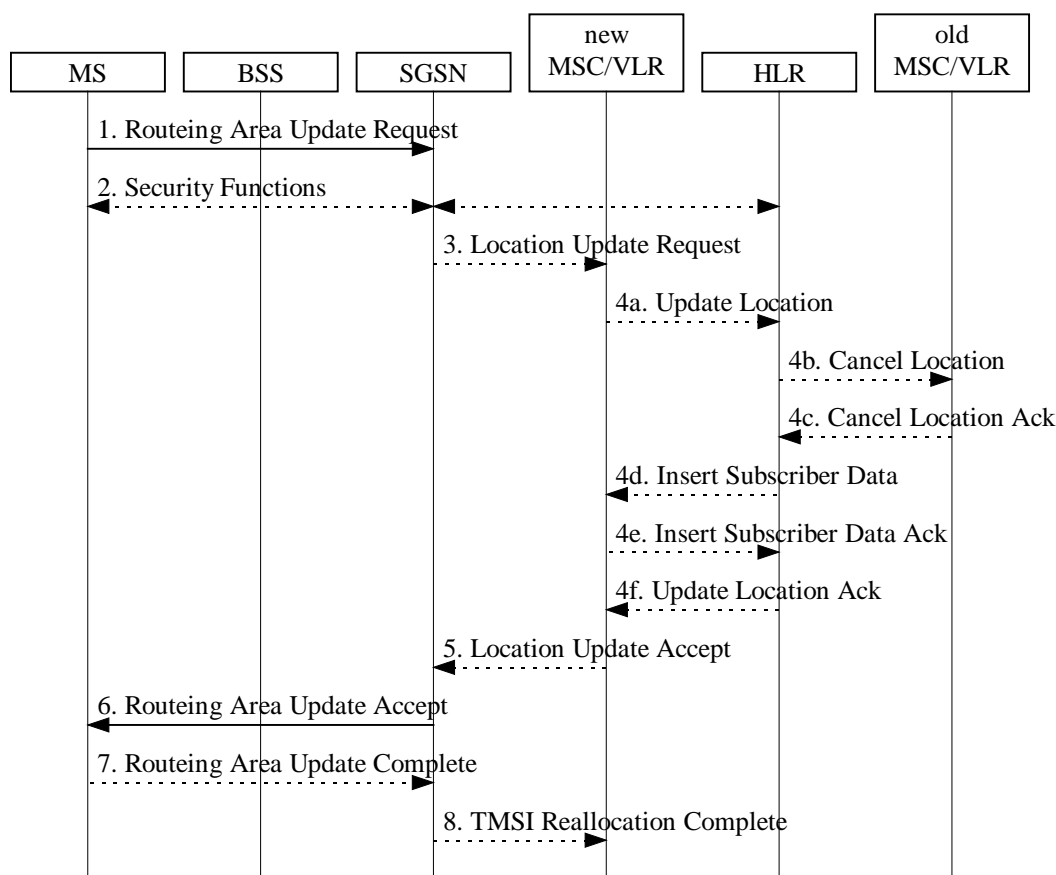 new
MSC/VLR
old
MSC/VLR
MS
BSS
SGSN
HLR
1. Routeing Area Update Request
2. Security Functions
3. Location Update Request
4a. Update Location
4b. Cancel Location
4c. Cancel Location Ack
4d. Insert Subscriber Data
4e. Insert Subscriber Data Ack
4f. Update Location Ack
5. Location Update Accept
6. Routeing Area Update Accept
7. Routeing Area Update Complete
8. TMSI Reallocation Complete